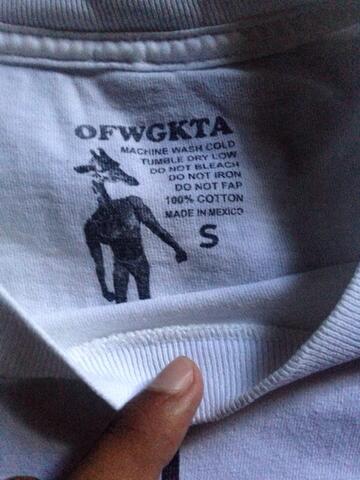 OFWGKTA
MACHINE WASH COLD
TUMBLE DRY LOW
DO NOT BLEACH
DO NOT IRON
DO NOT FAP
100% COTTON
MADE IN MEXICO
S